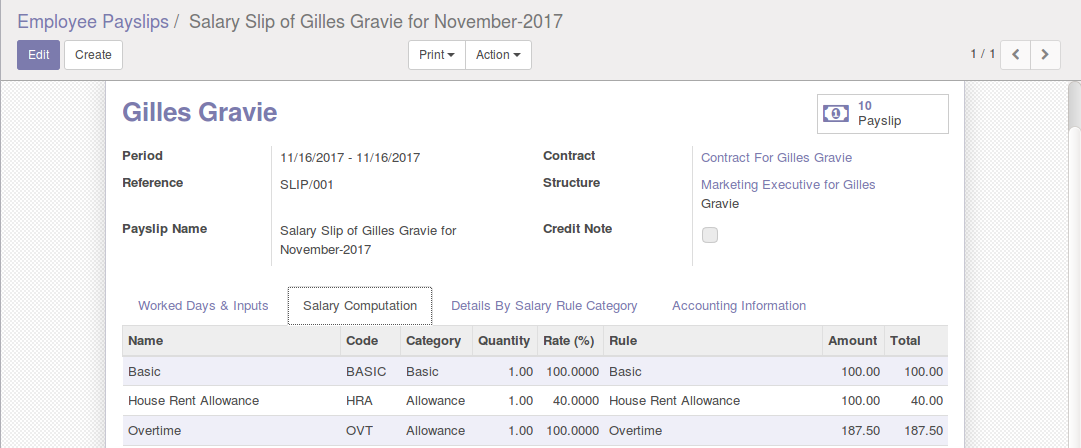 Employee Payslips / Salary Slip of Gilles Gravie for November-2017
Edit Create Print Action 1 / 1
Gilles Gravie
10
Payslip
Period 11/16/2017 - 11/16/2017 Contract Contract For Gilles Gravie
Reference SLIP/001 Structure Marketing Executive for Gilles
Gravie
Payslip Name Salary Slip of Gilles Gravie for Credit Note
November-2017
Worked Days & Inputs Salary Computation Details By Salary Rule Category Accounting Information
Name Code Category Quantity Rate (%) Rule Amount Total
Basic BASIC Basic 1.00 100.0000 Basic 100.00 100.00
House Rent Allowance HRA Allowance 1.00 40.0000 House Rent Allowance 100.00 40.00
Overtime OVT Allowance 1.00 100.0000 Overtime 187.50 187.50